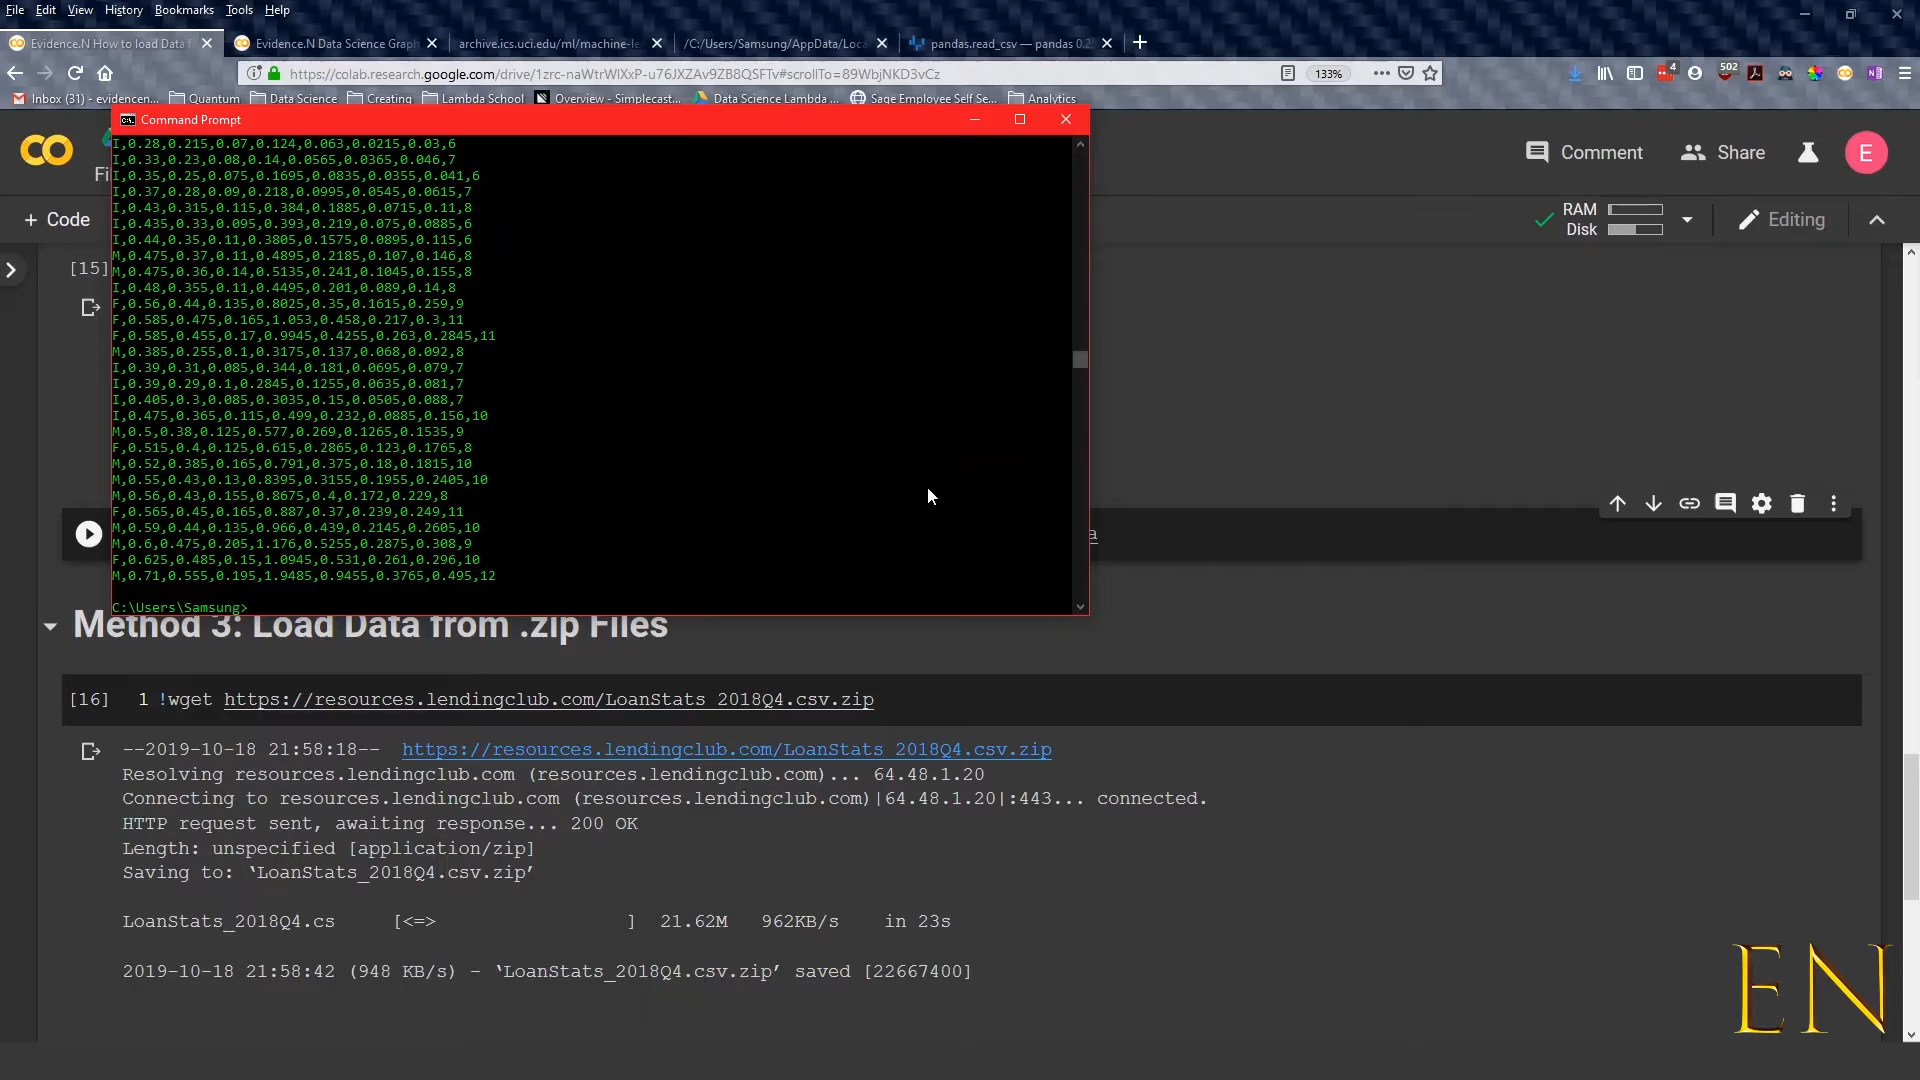 File Edit View History Bookmarks Tools Help
Evidence.N How to load Data f
Evidence.N Data Science Grap
archive.ics.uci.edu/ml/machine-le
/C:/Users/Samsung/AppData/Loca
pandas.read_csv — pandas 0.2
https://colab.research.google.com/drive/1zrc-naWtrWlXxP-u76JXZAv9ZB8QSFTv#scrollTo=89WbjNKD3vCz
133%
4
502
Inbox (31) - evidencen... Quantum Data Science Creating Lambda School Overview - Simplecast... Data Science Lambda ... Sage Employee Self Se... Analytics
Command Prompt
Comment Share E
Fi
+ Code
RAM
Disk
Editing
[15]
I,0.28,0.215,0.07,0.124,0.063,0.0215,0.03,6
I,0.33,0.23,0.08,0.14,0.0565,0.0365,0.046,7
I,0.35,0.25,0.075,0.1695,0.0835,0.0355,0.041,6
I,0.37,0.28,0.09,0.218,0.0995,0.0545,0.0615,7
I,0.43,0.315,0.115,0.384,0.1885,0.0715,0.11,8
I,0.435,0.33,0.095,0.393,0.219,0.075,0.0885,6
I,0.44,0.35,0.11,0.3805,0.1575,0.0895,0.115,6
M,0.475,0.37,0.11,0.4895,0.2185,0.107,0.146,8
M,0.475,0.36,0.14,0.5135,0.241,0.1045,0.155,8
I,0.48,0.355,0.11,0.4495,0.201,0.089,0.14,8
F,0.56,0.44,0.135,0.8025,0.35,0.1615,0.259,9
F,0.585,0.475,0.165,1.053,0.458,0.217,0.3,11
F,0.585,0.455,0.17,0.9945,0.4255,0.263,0.2845,11
M,0.385,0.255,0.1,0.3175,0.137,0.068,0.092,8
I,0.39,0.31,0.085,0.344,0.181,0.0695,0.079,7
I,0.39,0.29,0.1,0.2845,0.1255,0.0635,0.081,7
I,0.405,0.3,0.085,0.3035,0.15,0.0505,0.088,7
I,0.475,0.365,0.115,0.499,0.232,0.0885,0.156,10
M,0.5,0.38,0.125,0.577,0.269,0.1265,0.1535,9
F,0.515,0.4,0.125,0.615,0.2865,0.123,0.1765,8
M,0.52,0.385,0.165,0.791,0.375,0.18,0.1815,10
M,0.55,0.43,0.13,0.8395,0.3155,0.1955,0.2405,10
M,0.56,0.43,0.155,0.8675,0.4,0.172,0.229,8
F,0.565,0.45,0.165,0.887,0.37,0.239,0.249,11
M,0.59,0.44,0.135,0.966,0.439,0.2145,0.2605,10
M,0.6,0.475,0.205,1.176,0.5255,0.2875,0.308,9
F,0.625,0.485,0.15,1.0945,0.531,0.261,0.296,10
M,0.71,0.555,0.195,1.9485,0.9455,0.3765,0.495,12
C:\Users\Samsung>
a
Method 3: Load Data from .zip Files
[16] 1 !wget https://resources.lendingclub.com/LoanStats_2018Q4.csv.zip
--2019-10-18 21:58:18-- https://resources.lendingclub.com/LoanStats_2018Q4.csv.zip
Resolving resources.lendingclub.com (resources.lendingclub.com)... 64.48.1.20
Connecting to resources.lendingclub.com (resources.lendingclub.com)|64.48.1.20|:443... connected.
HTTP request sent, awaiting response... 200 OK
Length: unspecified [application/zip]
Saving to: ‘LoanStats_2018Q4.csv.zip’
LoanStats_2018Q4.cs [<=> ] 21.62M 962KB/s in 23s
2019-10-18 21:58:42 (948 KB/s) - ‘LoanStats_2018Q4.csv.zip’ saved [22667400]
EN